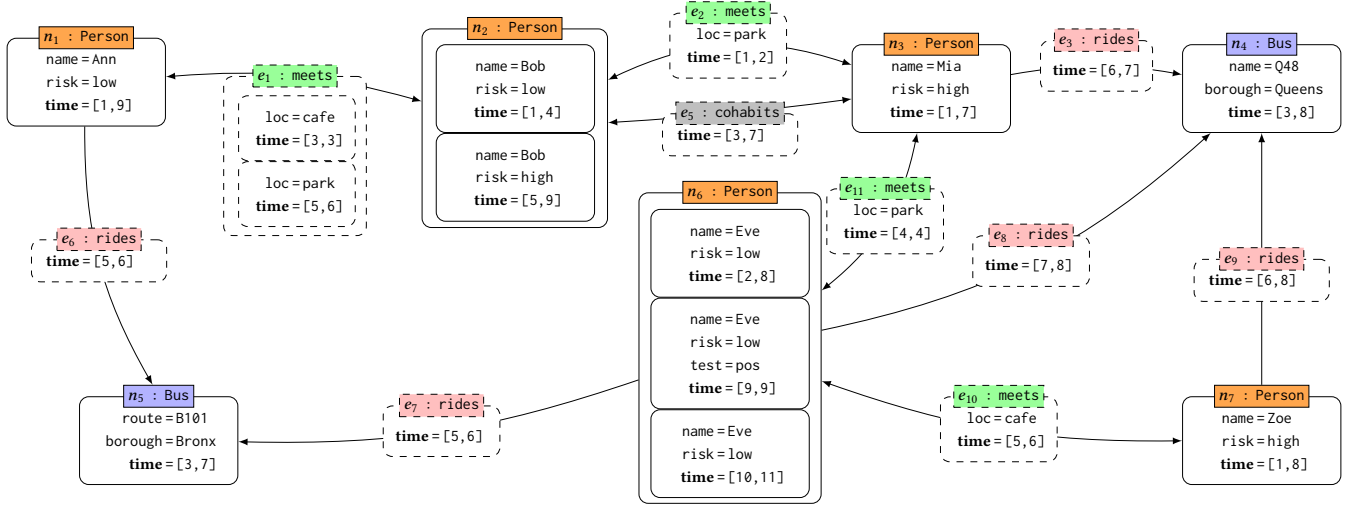 n1 : Person
name=Ann
risk=low
time=[1,9]
e1 : meets
loc=cafe
time=[3,3]
loc=park
time=[5,6]
n2 : Person
name=Bob
risk=low
time=[1,4]
name=Bob
risk=high
time=[5,9]
e2 : meets
loc=park
time=[1,2]
e5 : cohabits
time=[3,7]
n3 : Person
name=Mia
risk=high
time=[1,7]
e3 : rides
time=[6,7]
n4 : Bus
name=Q48
borough=Queens
time=[3,8]
e6 : rides
time=[5,6]
n6 : Person
name=Eve
risk=low
time=[2,8]
name=Eve
risk=low
test=pos
time=[9,9]
name=Eve
risk=low
time=[10,11]
e11 : meets
loc=park
time=[4,4]
e8 : rides
time=[7,8]
e9 : rides
time=[6,8]
n5 : Bus
route=B101
borough=Bronx
time=[3,7]
e7 : rides
time=[5,6]
e10 : meets
loc=cafe
time=[5,6]
n7 : Person
name=Zoe
risk=high
time=[1,8]